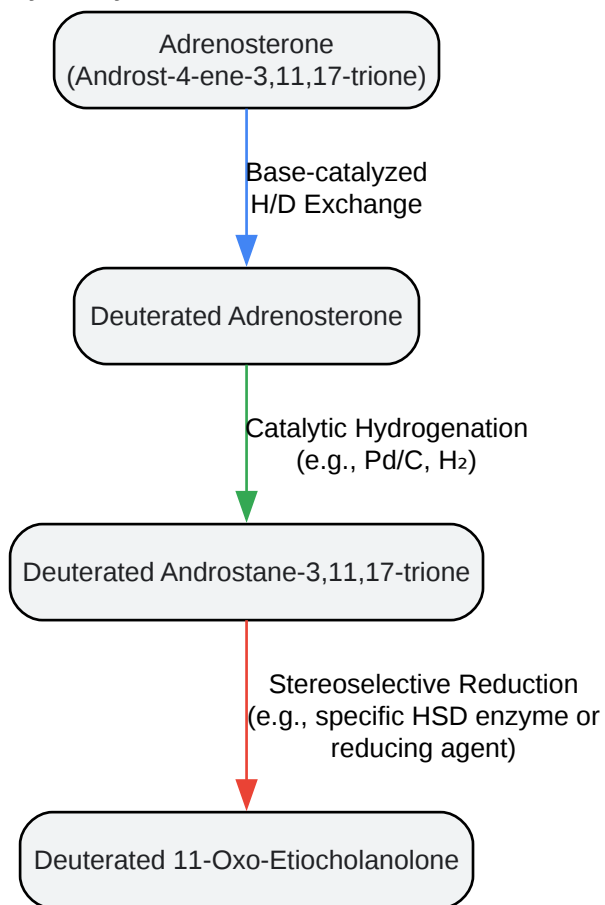 Adrenosterone
(Androst-4-ene-3,11,17-trione)
Base-catalyzed
H/D Exchange
Deuterated Adrenosterone
Catalytic Hydrogenation
(e.g., Pd/C, H₂)
Deuterated Androstane-3,11,17-trione
Stereoselective Reduction
(e.g., specific HSD enzyme or
reducing agent)
Deuterated 11-Oxo-Etiocholanolone